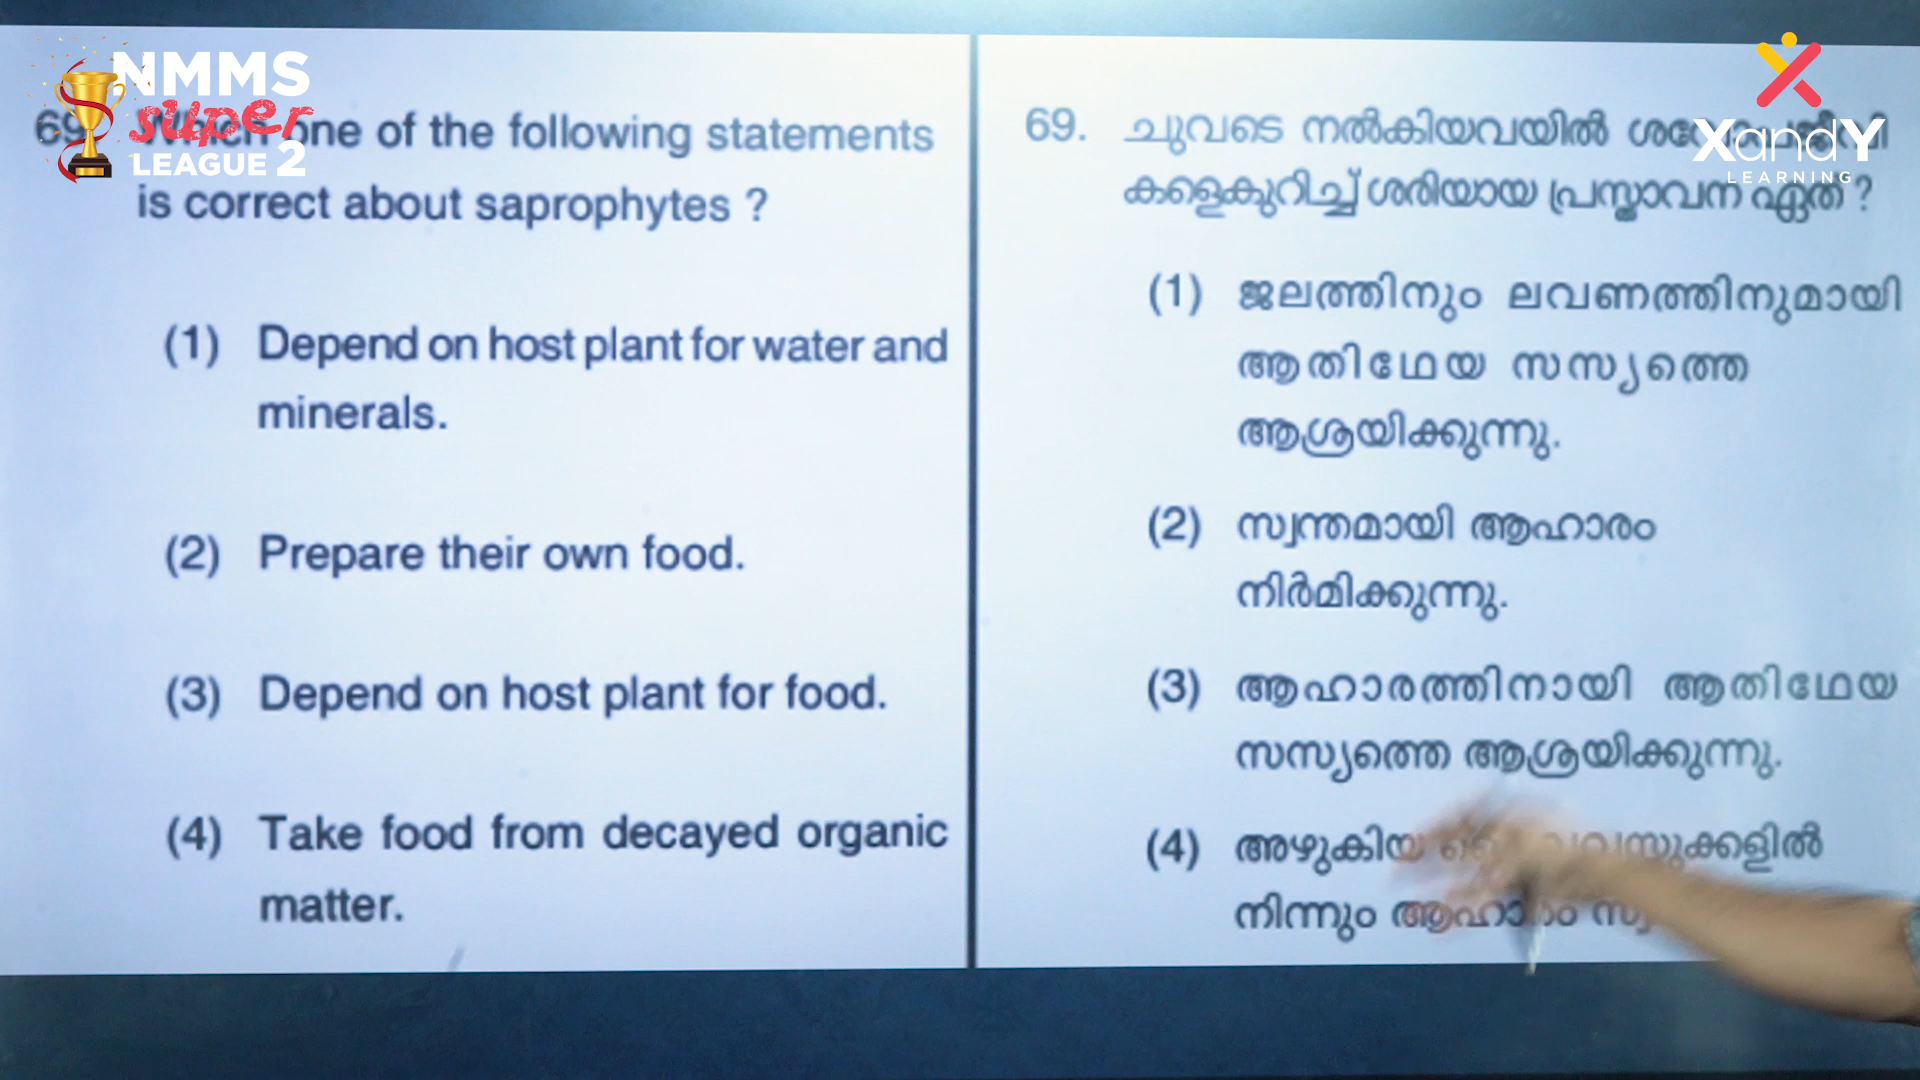 NMMS
super
LEAGUE 2
69. Which one of the following statements
is correct about saprophytes ?
(1) Depend on host plant for water and
minerals.
(2) Prepare their own food.
(3) Depend on host plant for food.
(4) Take food from decayed organic
matter.
XandY
LEARNING
69. ചുവടെ നൽകിയവയിൽ
കളെക്കുറിച്ച് ശരിയായ പ്രസ്താവന ഏത് ?
(1) ജലത്തിനും ലവണത്തിനുമായി
ആതിഥേയ സസ്യത്തെ
ആശ്രയിക്കുന്നു.
(2) സ്വന്തമായി ആഹാരം
നിർമിക്കുന്നു.
(3) ആഹാരത്തിനായി ആതിഥേയ
സസ്യത്തെ ആശ്രയിക്കുന്നു.
(4) അഴുകിയ
നിന്നും ആഹാരം